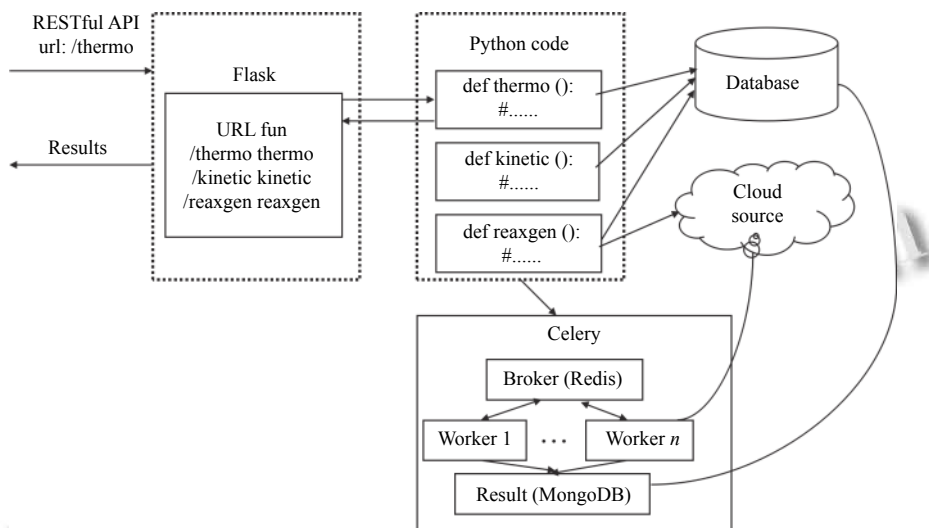 RESTful API
url: /thermo
Results
Flask
URL fun
/thermo thermo
/kinetic kinetic
/reaxgen reaxgen
Python code
def thermo ():
#......
def kinetic ():
#......
def reaxgen ():
#......
Database
Cloud
source
Celery
Broker (Redis)
Worker 1
···
Worker n
Result (MongoDB)